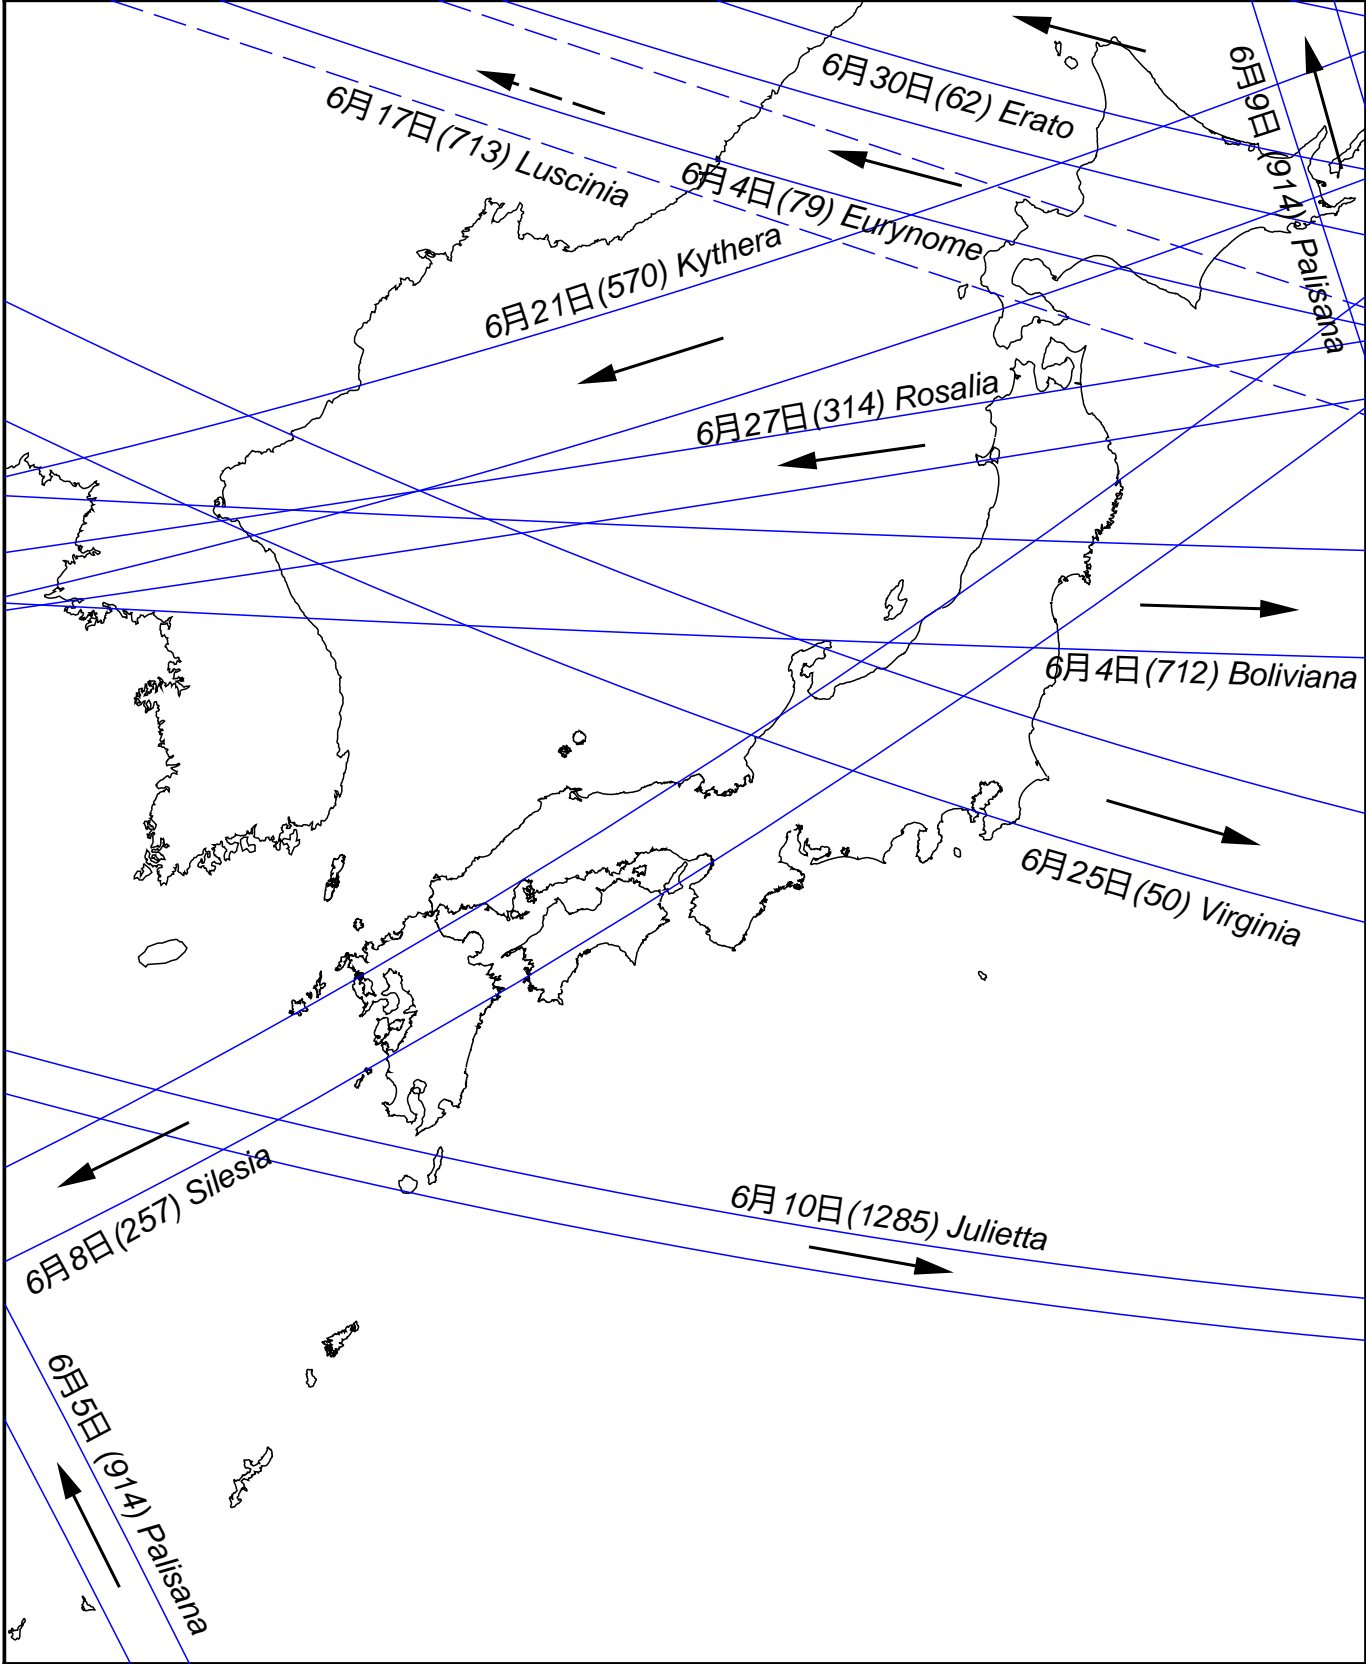 6月30日(62) Erato
6月9日 (914) Palisana
6月17日(713) Luscinia
6月4日(79) Eurynome
6月21日(570) Kythera
6月27日(314) Rosalia
6月4日(712) Boliviana
6月25日(50) Virginia
6月8日(257) Silesia
6月10日(1285) Julietta
6月5日 (914) Palisana